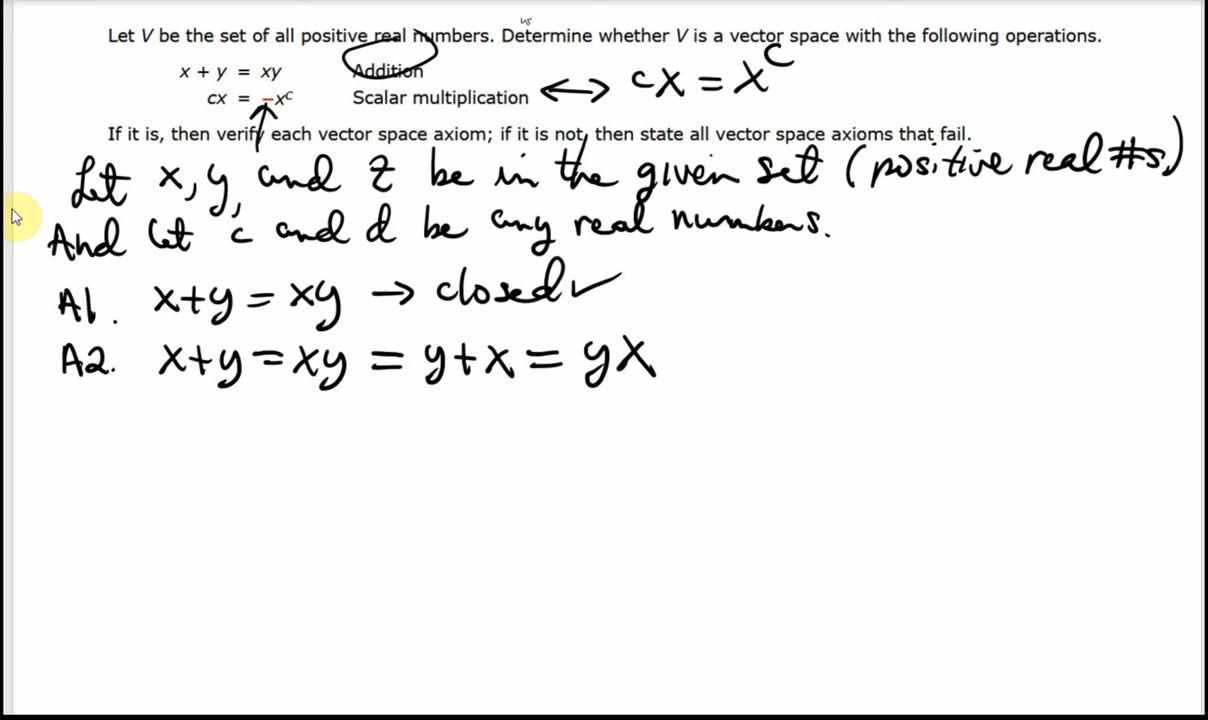 Let V be the set of all positive real numbers. Determine whether V is a vector space with the following operations.
x + y = xy Addition
cx = -xᶜ Scalar multiplication ↔ cx = xᶜ
If it is, then verify each vector space axiom; if it is not, then state all vector space axioms that fail.
Let x, y, and z be in the given set (positive real #s)
And let c and d be any real numbers.
A1. x+y = xy → closed ✓
A2. x+y = xy = y+x = yx